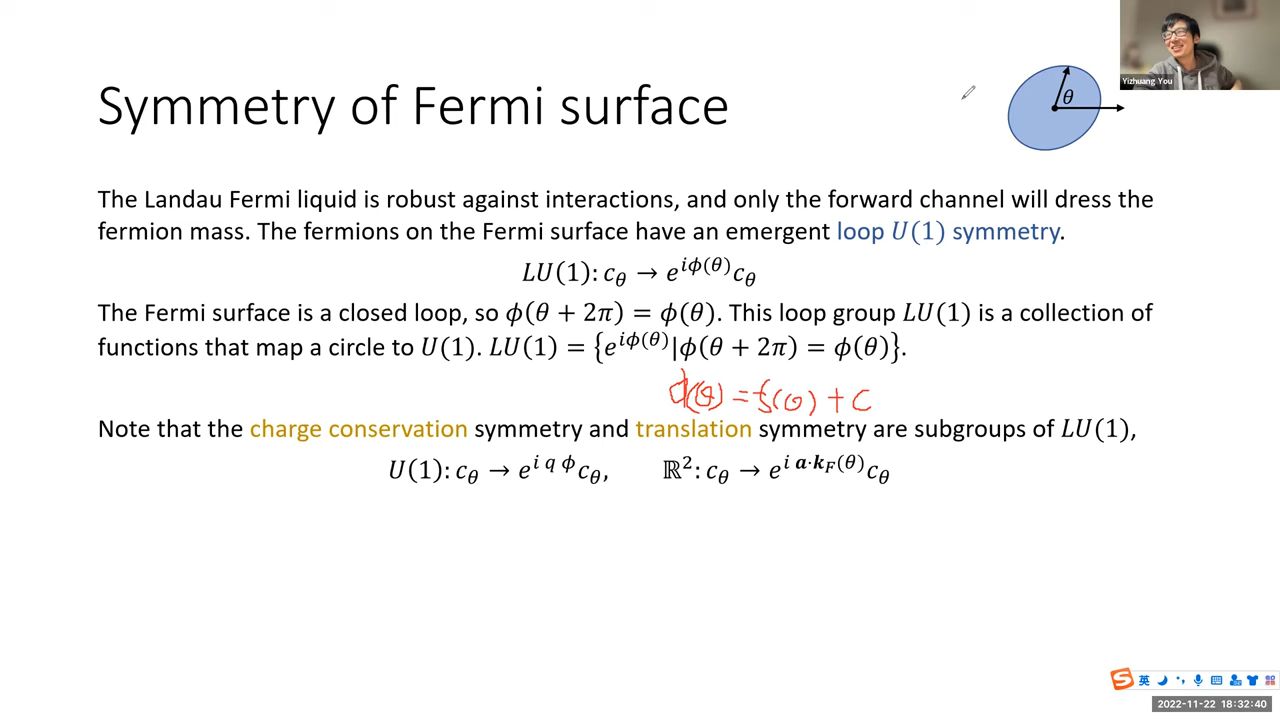 Yizhuang You
θ
Symmetry of Fermi surface
The Landau Fermi liquid is robust against interactions, and only the forward channel will dress the
fermion mass. The fermions on the Fermi surface have an emergent loop U(1) symmetry.
LU(1): c_θ → e^{iϕ(θ)} c_θ
The Fermi surface is a closed loop, so ϕ(θ + 2π) = ϕ(θ). This loop group LU(1) is a collection of
functions that map a circle to U(1). LU(1) = {e^{iϕ(θ)}|ϕ(θ + 2π) = ϕ(θ)}.
(θ) = (θ) + C
Note that the charge conservation symmetry and translation symmetry are subgroups of LU(1),
U(1): c_θ → e^{i q ϕ} c_θ, ℝ²: c_θ → e^{i a·k_F(θ)} c_θ
英
2022-11-22 18:32:40